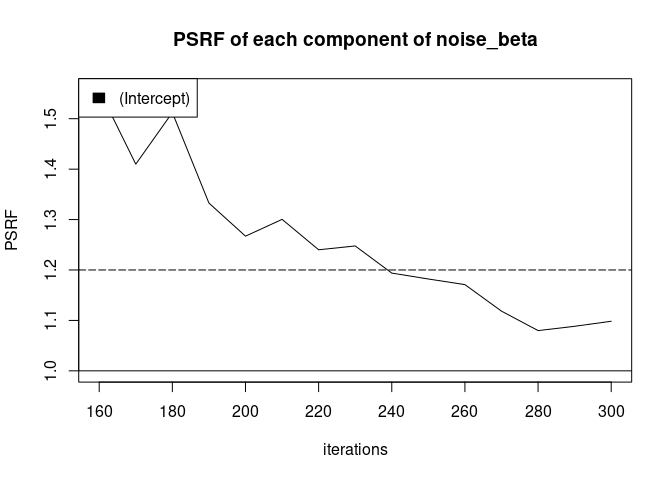 PSRF of each component of noise_beta
(Intercept)
PSRF
1.5
1.4
1.3
1.2
1.1
1.0
160 180 200 220 240 260 280 300
iterations